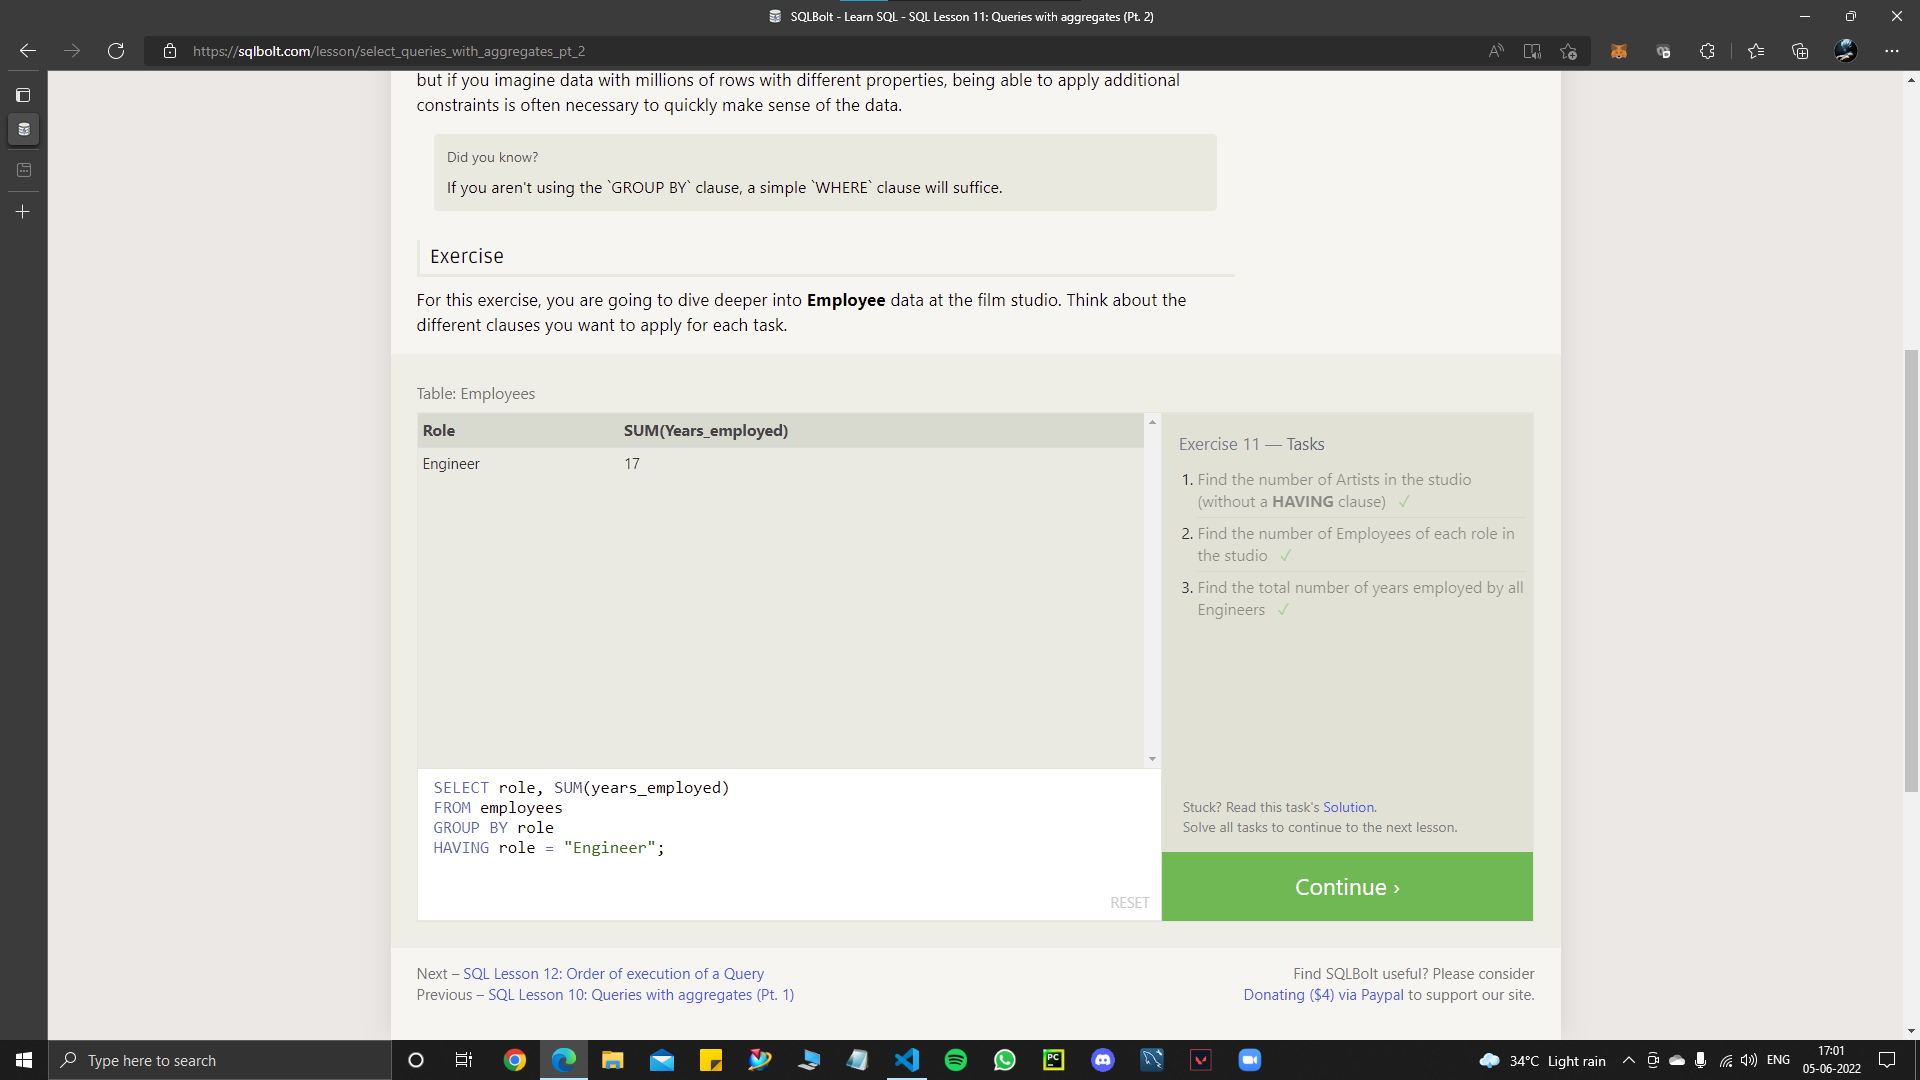 SQLBolt - Learn SQL - SQL Lesson 11: Queries with aggregates (Pt. 2)
https://sqlbolt.com/lesson/select_queries_with_aggregates_pt_2
but if you imagine data with millions of rows with different properties, being able to apply additional
constraints is often necessary to quickly make sense of the data.
Did you know?
If you aren't using the `GROUP BY` clause, a simple `WHERE` clause will suffice.
Exercise
For this exercise, you are going to dive deeper into Employee data at the film studio. Think about the
different clauses you want to apply for each task.
Table: Employees
Role SUM(Years_employed)
Engineer 17
Exercise 11 — Tasks
1. Find the number of Artists in the studio
(without a HAVING clause) ✓
2. Find the number of Employees of each role in
the studio ✓
3. Find the total number of years employed by all
Engineers ✓
SELECT role, SUM(years_employed)
FROM employees
GROUP BY role
HAVING role = "Engineer";
RESET
Stuck? Read this task's Solution.
Solve all tasks to continue to the next lesson.
Continue ›
Next – SQL Lesson 12: Order of execution of a Query
Previous – SQL Lesson 10: Queries with aggregates (Pt. 1)
Find SQLBolt useful? Please consider
Donating ($4) via Paypal to support our site.
Type here to search
PC
34°C Light rain
ENG
17:01
05-06-2022